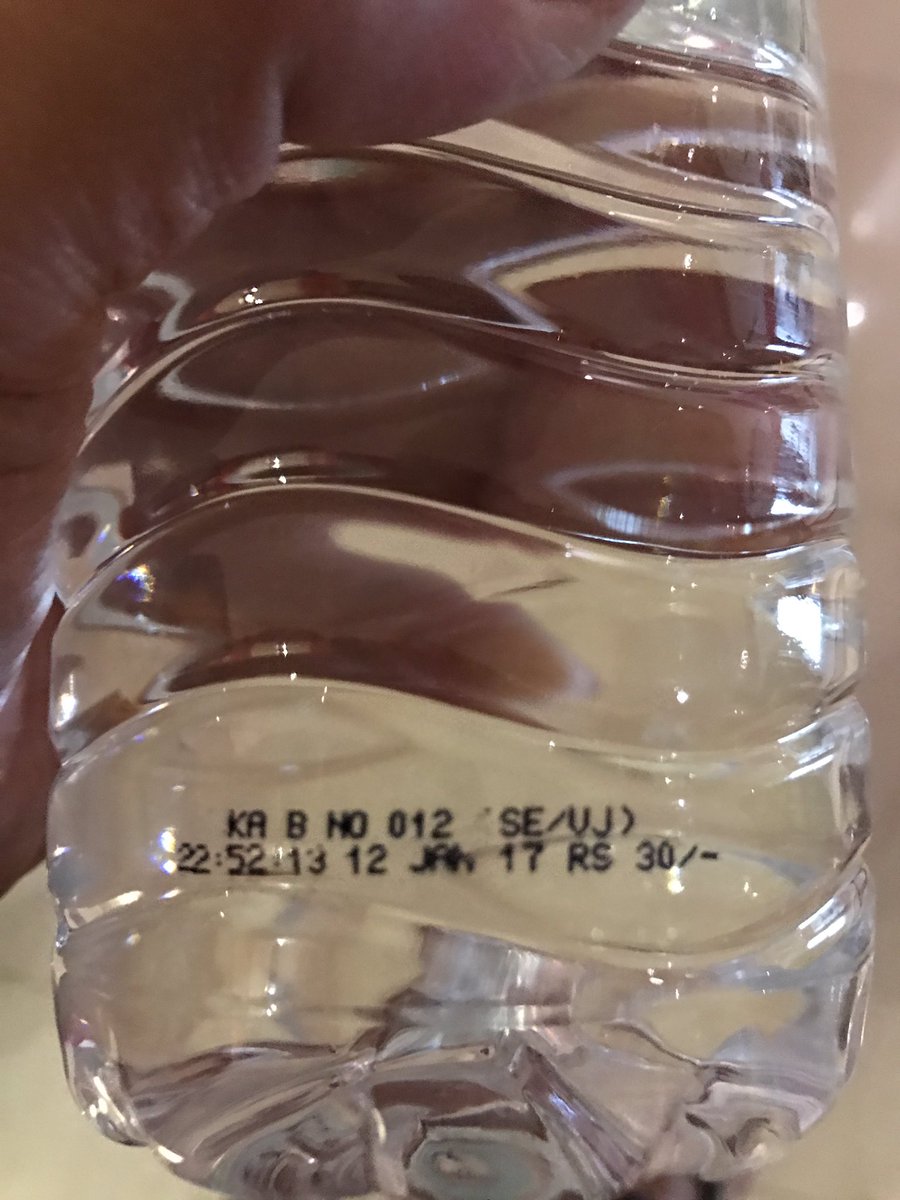 KA B NO 012 (SE/VJ)
22:52:13 12 JAN 17 RS 30/-